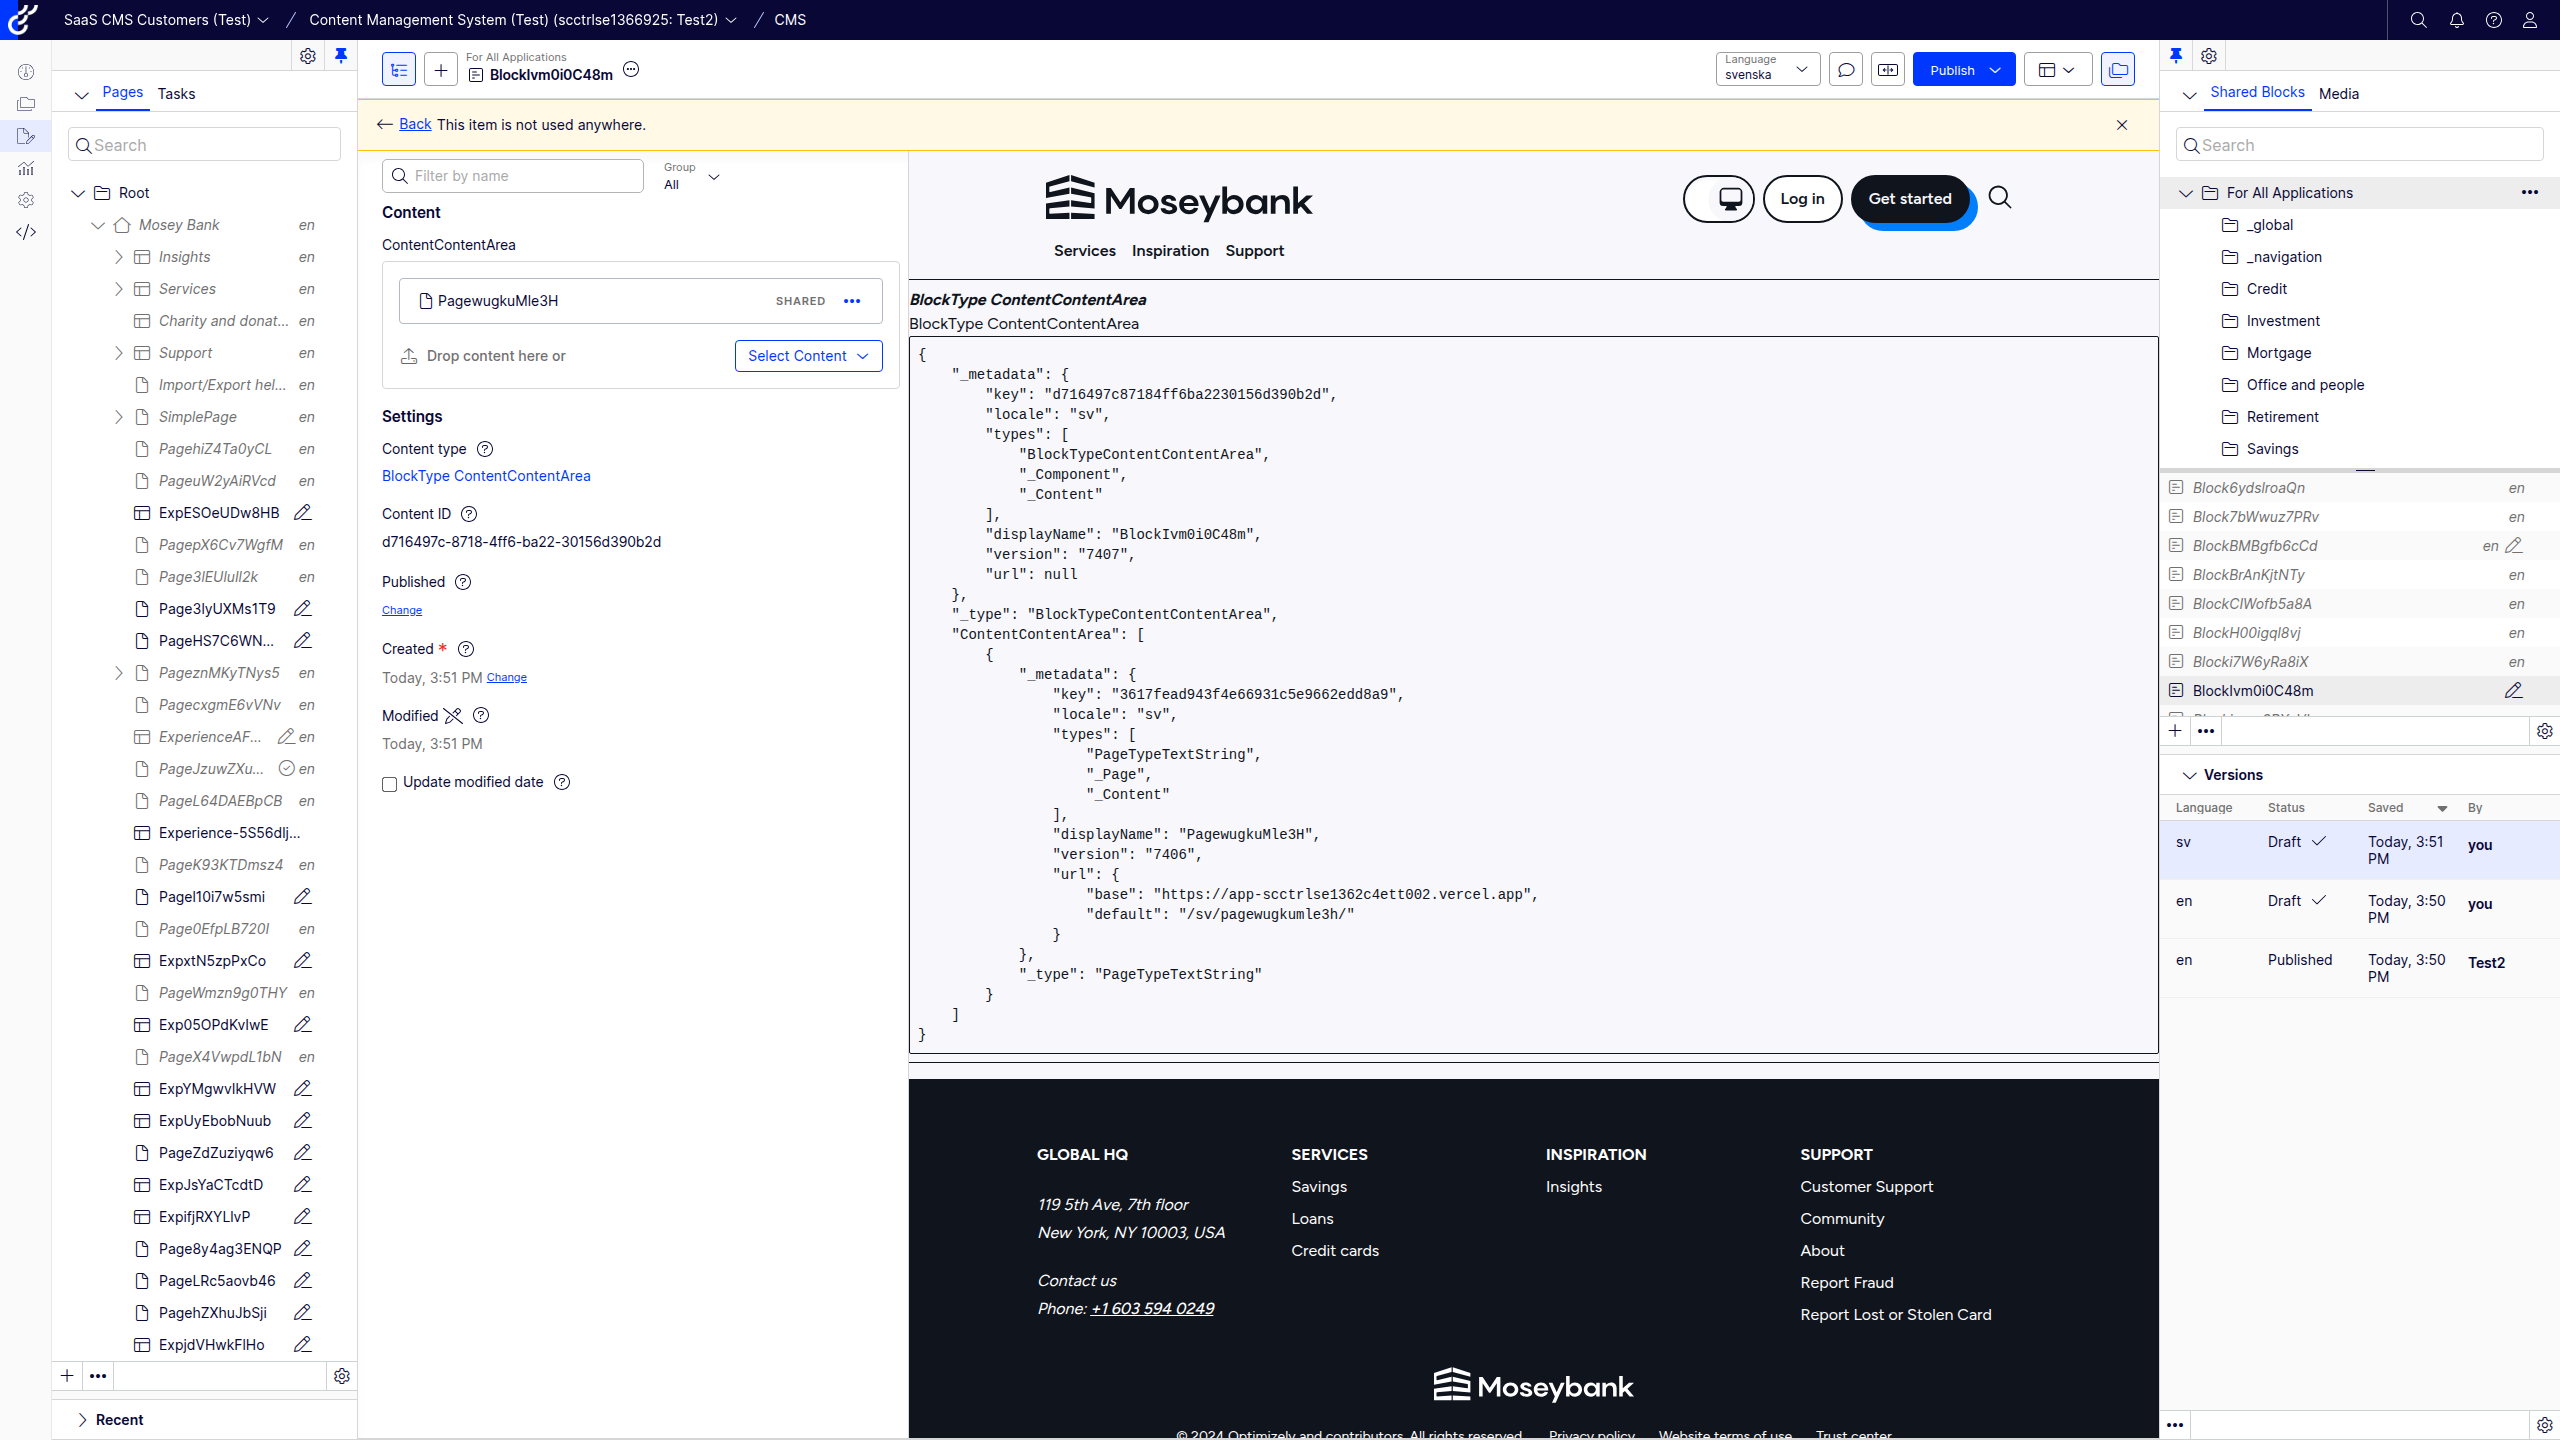 SaaS CMS Customers (Test)
Content Management System (Test) (scctrlse1366925: Test2)
CMS
Pages
Tasks
Search
Root
Mosey Bank en
Insights en
Services en
Charity and donat... en
Support en
Import/Export hel... en
SimplePage en
PagehiZ4Ta0yCL en
PageuW2yAiRVcd en
ExpESOeUDw8HB
PagepX6Cv7WgfM en
Page3lEUlulI2k en
Page3lyUXMs1T9
PageHS7C6WN...
PageznMKyTNys5 en
PagecxgmE6vVNv en
ExperienceAF... en
PageJzuwZXu... en
PageL64DAEBpCB en
Experience-5S56dlj...
PageK93KTDmsz4 en
Pagel10i7w5smi
Page0EfpLB720I en
ExpxtN5zpPxCo
PageWmzn9g0THY en
Exp05OPdKvlwE
PageX4VwpdL1bN en
ExpYMgwvlkHVW
ExpUyEbobNuub
PageZdZuziyqw6
ExpJsYaCTcdtD
ExpifjRXYLlvP
Page8y4ag3ENQP
PageLRc5aovb46
PagehZXhuJbSji
ExpjdVHwkFlHo
Recent
For All Applications
BlockIvm0i0C48m
Language
svenska
Publish
Back This item is not used anywhere.
Filter by name
Group
All
Content
ContentContentArea
PagewugkuMle3H SHARED
Drop content here or Select Content
Settings
Content type
BlockType ContentContentArea
Content ID
d716497c-8718-4ff6-ba22-30156d390b2d
Published
Change
Created *
Today, 3:51 PM Change
Modified
Today, 3:51 PM
Update modified date
Moseybank
Log in
Get started
Services Inspiration Support
BlockType ContentContentArea
BlockType ContentContentArea
{
"_metadata": {
"key": "d716497c87184ff6ba2230156d390b2d",
"locale": "sv",
"types": [
"BlockTypeContentContentArea",
"_Component",
"_Content"
],
"displayName": "BlockIvm0i0C48m",
"version": "7407",
"url": null
},
"_type": "BlockTypeContentContentArea",
"ContentContentArea": [
{
"_metadata": {
"key": "3617fead943f4e66931c5e9662edd8a9",
"locale": "sv",
"types": [
"PageTypeTextString",
"_Page",
"_Content"
],
"displayName": "PagewugkuMle3H",
"version": "7406",
"url": {
"base": "https://app-scctrlse1362c4ett002.vercel.app",
"default": "/sv/pagewugkumle3h/"
}
},
"_type": "PageTypeTextString"
}
]
}
GLOBAL HQ
119 5th Ave, 7th floor
New York, NY 10003, USA
Contact us
Phone: +1 603 594 0249
SERVICES
Savings
Loans
Credit cards
INSPIRATION
Insights
SUPPORT
Customer Support
Community
About
Report Fraud
Report Lost or Stolen Card
Moseybank
© 2024 Optimizely and contributors. All rights reserved. Privacy policy Website terms of use Trust center
Shared Blocks
Media
Search
For All Applications
_global
_navigation
Credit
Investment
Mortgage
Office and people
Retirement
Savings
Block6ydslroaQn en
Block7bWwuz7PRv en
BlockBMBgfb6cCd en
BlockBrAnKjtNTy en
BlockClWofb5a8A en
BlockH00igql8vj en
Blocki7W6yRa8iX en
BlockIvm0i0C48m
Versions
Language Status Saved By
sv Draft Today, 3:51 PM you
en Draft Today, 3:50 PM you
en Published Today, 3:50 PM Test2